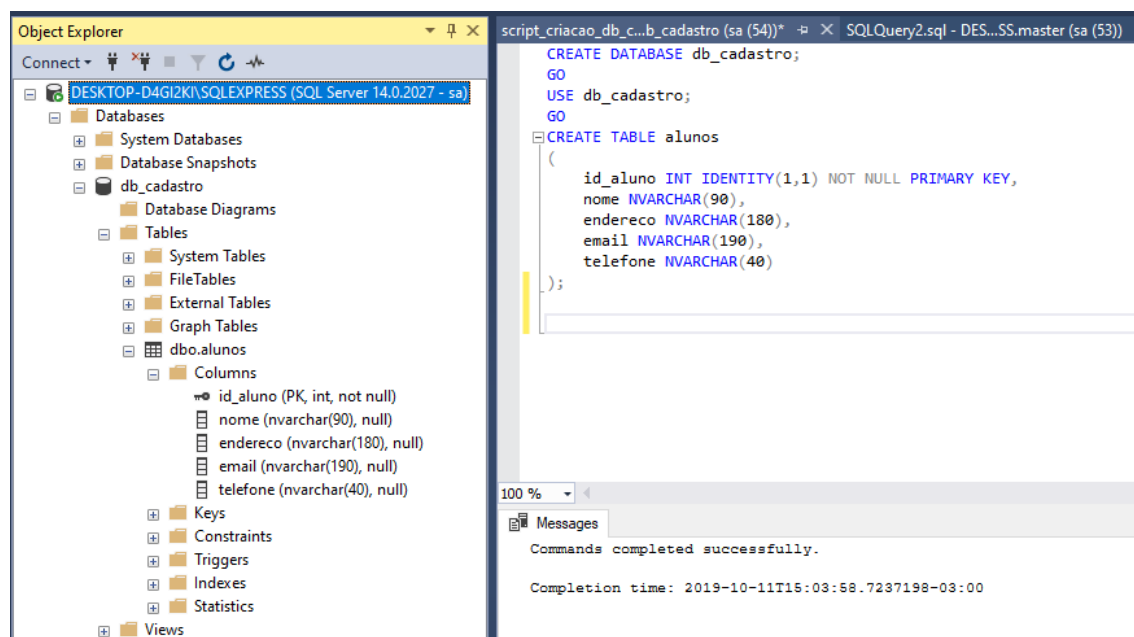 Object Explorer
Connect
DESKTOP-D4GI2KI\SQLEXPRESS (SQL Server 14.0.2027 - sa)
Databases
System Databases
Database Snapshots
db_cadastro
Database Diagrams
Tables
System Tables
FileTables
External Tables
Graph Tables
dbo.alunos
Columns
id_aluno (PK, int, not null)
nome (nvarchar(90), null)
endereco (nvarchar(180), null)
email (nvarchar(190), null)
telefone (nvarchar(40), null)
Keys
Constraints
Triggers
Indexes
Statistics
Views
script_criacao_db_c...b_cadastro (sa (54))*
SQLQuery2.sql - DES...SS.master (sa (53))
CREATE DATABASE db_cadastro;
GO
USE db_cadastro;
GO
CREATE TABLE alunos
(
id_aluno INT IDENTITY(1,1) NOT NULL PRIMARY KEY,
nome NVARCHAR(90),
endereco NVARCHAR(180),
email NVARCHAR(190),
telefone NVARCHAR(40)
);
100 %
Messages
Commands completed successfully.
Completion time: 2019-10-11T15:03:58.7237198-03:00